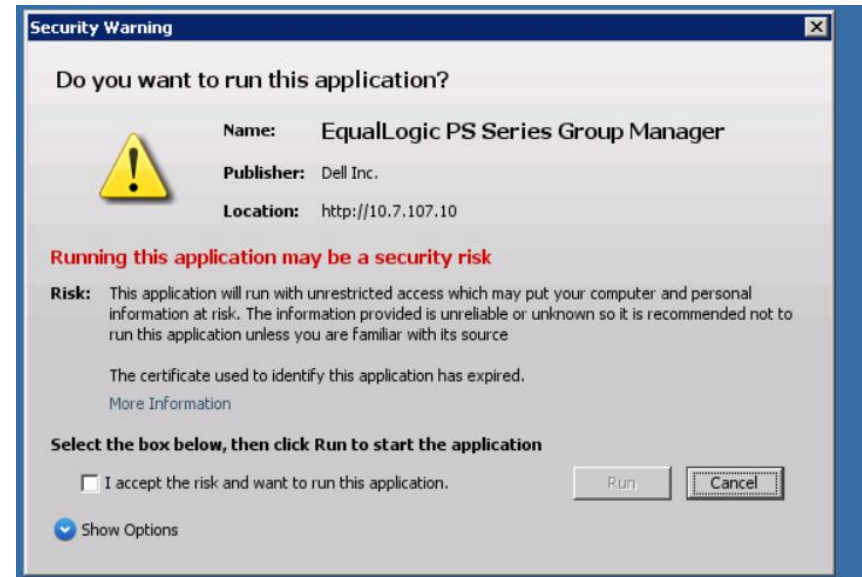 Security Warning
Do you want to run this application?
Name: EqualLogic PS Series Group Manager
Publisher: Dell Inc.
Location: http://10.7.107.10
Running this application may be a security risk
Risk: This application will run with unrestricted access which may put your computer and personal
information at risk. The information provided is unreliable or unknown so it is recommended not to
run this application unless you are familiar with its source
The certificate used to identify this application has expired.
More Information
Select the box below, then click Run to start the application
I accept the risk and want to run this application. Run Cancel
Show Options